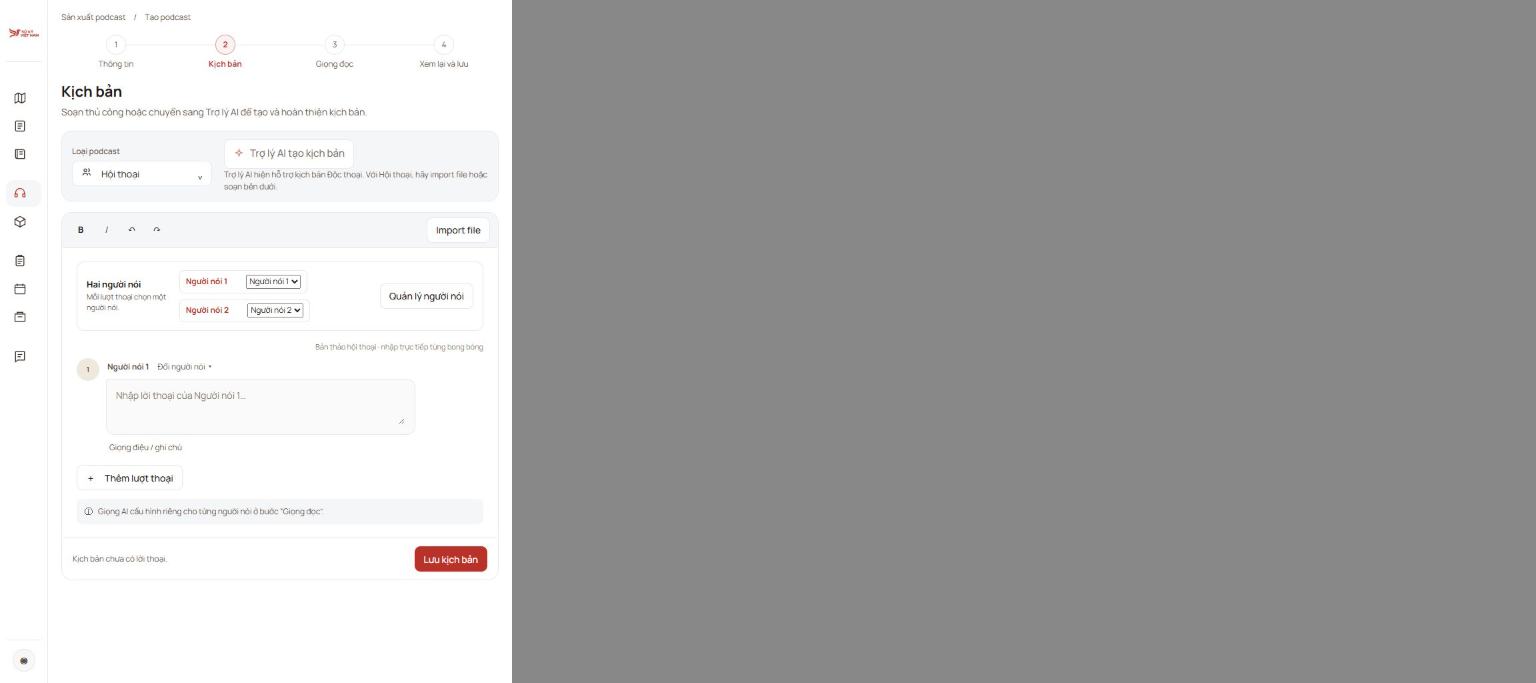 SỬ KÝ
VIỆT NAM
Sản xuất podcast / Tạo podcast
1 2 3 4
Thông tin Kịch bản Giọng đọc Xem lại và lưu
Kịch bản
Soạn thủ công hoặc chuyển sang Trợ lý AI để tạo và hoàn thiện kịch bản.
Loại podcast
Hội thoại
Trợ lý AI tạo kịch bản
Trợ lý AI hiện hỗ trợ kịch bản Độc thoại. Với Hội thoại, hãy import file hoặc
soạn bên dưới.
B I Import file
Hai người nói
Mỗi lượt thoại chọn một
người nói.
Người nói 1 Người nói 1
Người nói 2 Người nói 2
Quản lý người nói
Bản thảo hội thoại · nhập trực tiếp từng bong bóng
1 Người nói 1 Đổi người nói
Nhập lời thoại của Người nói 1...
Giọng điệu / ghi chú
+ Thêm lượt thoại
Giọng AI cấu hình riêng cho từng người nói ở bước "Giọng đọc".
Kịch bản chưa có lời thoại.
Lưu kịch bản